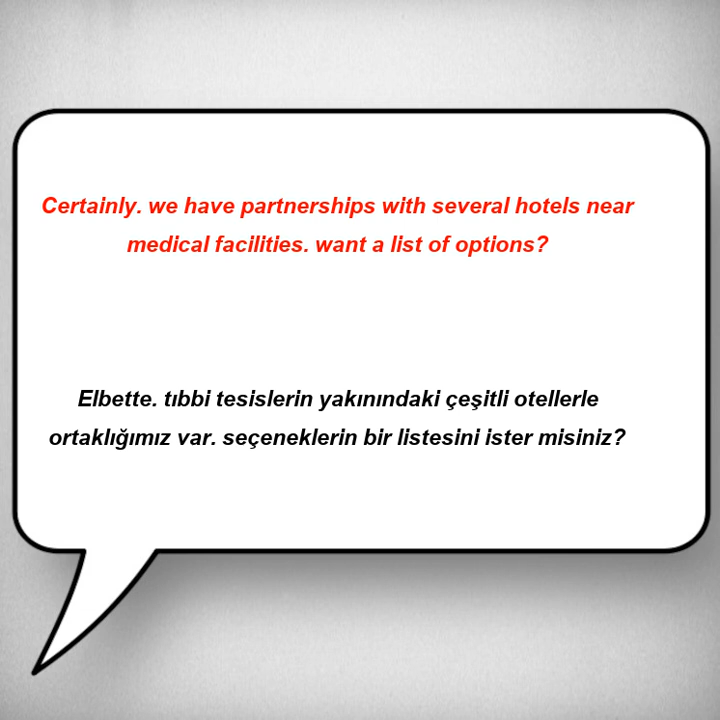 Certainly. we have partnerships with several hotels near
medical facilities. want a list of options?
Elbette. tıbbi tesislerin yakınındaki çeşitli otellerle
ortaklığımız var. seçeneklerin bir listesini ister misiniz?